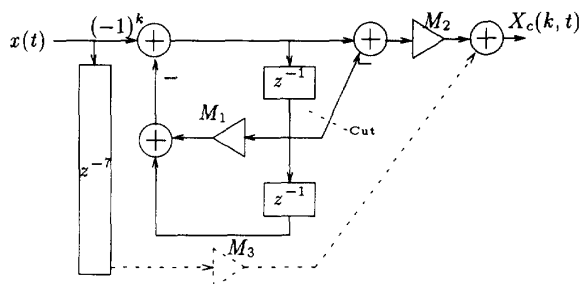 x(t) (-1)^k + + M_2 + X_c(k, t)
−
−
z^{-1}
M_1
+
Cut
z^{-7}
z^{-1}
M_3